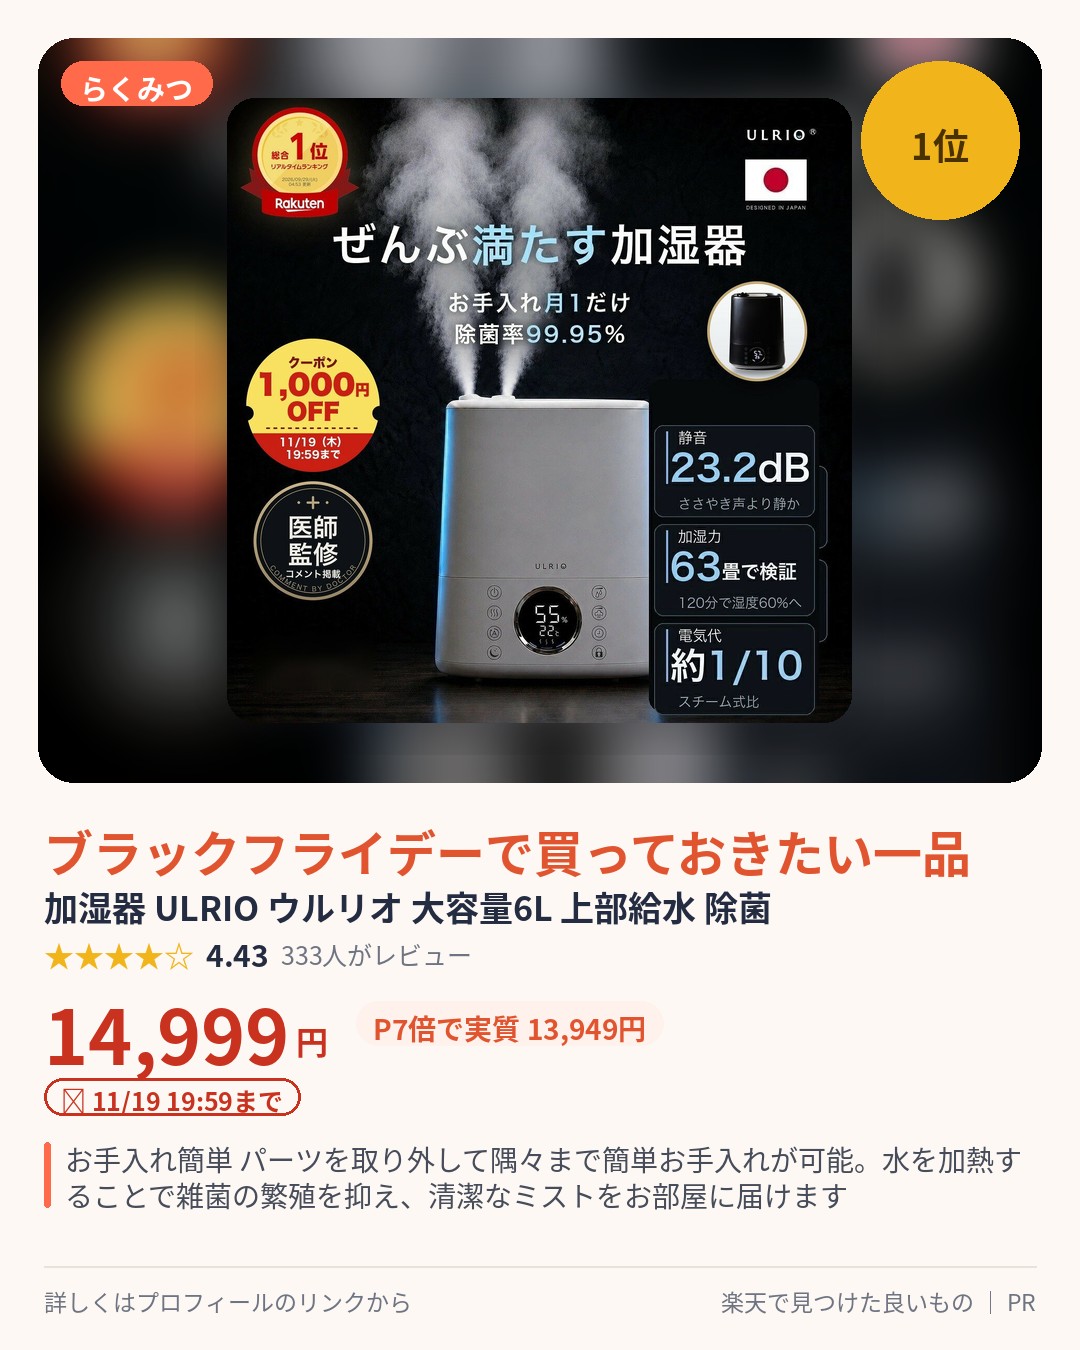 らくみつ
1位
総合1位
リアルタイムランキング
Rakuten
ULRIO®
DESIGNED IN JAPAN
ぜんぶ満たす加湿器
お手入れ月1だけ
除菌率99.95%
クーポン
1,000円
OFF
11/19（木）
19:59まで
医師
監修
コメント掲載
COMMENT BY DOCTOR
ULRIO
55%
22℃
静音
23.2dB
ささやき声より静か
加湿力
63畳で検証
120分で湿度60%へ
電気代
約1/10
スチーム式比
ブラックフライデーで買っておきたい一品
加湿器 ULRIO ウルリオ 大容量6L 上部給水 除菌
★★★★☆ 4.43 333人がレビュー
14,999円 P7倍で実質 13,949円
11/19 19:59まで
お手入れ簡単 パーツを取り外して隅々まで簡単お手入れが可能。水を加熱す
ることで雑菌の繁殖を抑え、清潔なミストをお部屋に届けます
詳しくはプロフィールのリンクから
楽天で見つけた良いもの｜PR